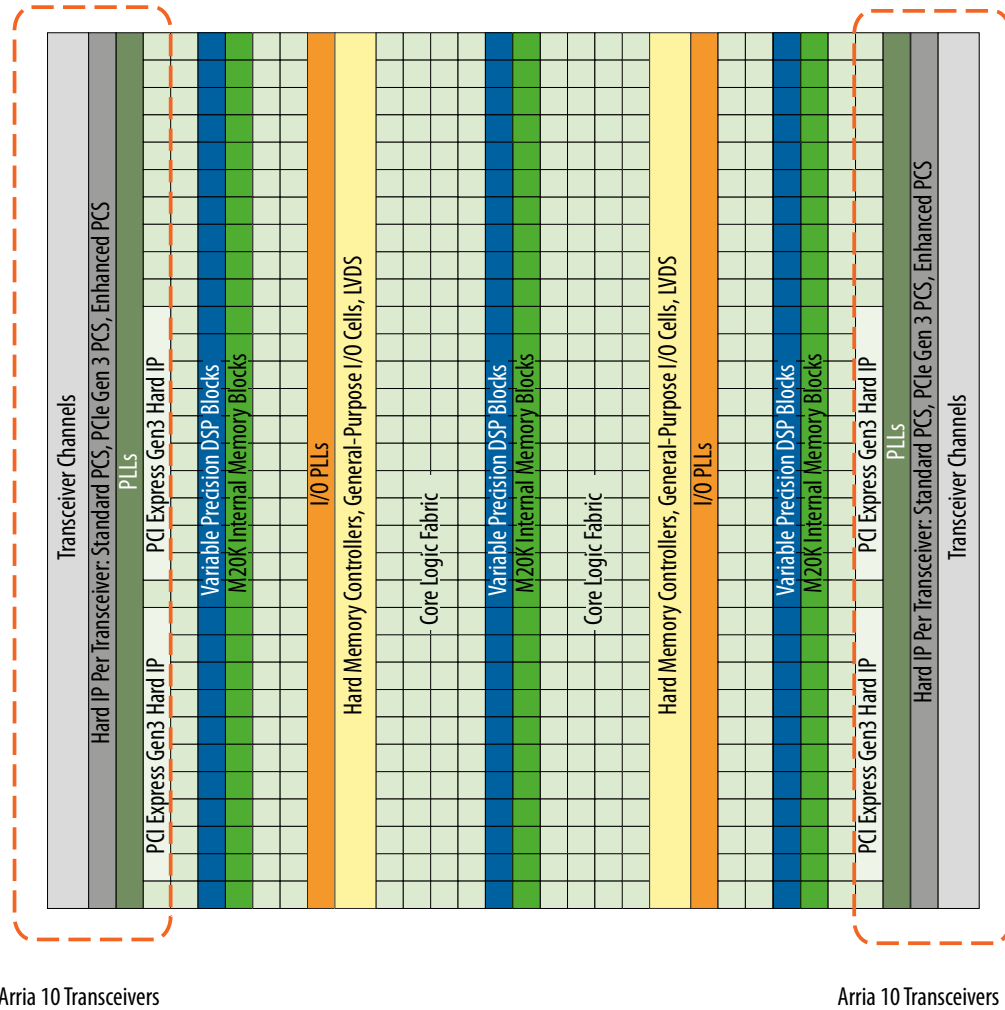 Transceiver Channels
Hard IP Per Transceiver: Standard PCS, PCIe Gen 3 PCS, Enhanced PCS
PLLs
PCI Express Gen3 Hard IP
PCI Express Gen3 Hard IP
Variable Precision DSP Blocks
M20K Internal Memory Blocks
I/O PLLs
Hard Memory Controllers, General-Purpose I/O Cells, LVDS
Core Logic Fabric
Variable Precision DSP Blocks
M20K Internal Memory Blocks
Core Logic Fabric
Hard Memory Controllers, General-Purpose I/O Cells, LVDS
I/O PLLs
Variable Precision DSP Blocks
M20K Internal Memory Blocks
PCI Express Gen3 Hard IP
PCI Express Gen3 Hard IP
PLLs
Hard IP Per Transceiver: Standard PCS, PCIe Gen 3 PCS, Enhanced PCS
Transceiver Channels
Arria 10 Transceivers
Arria 10 Transceivers